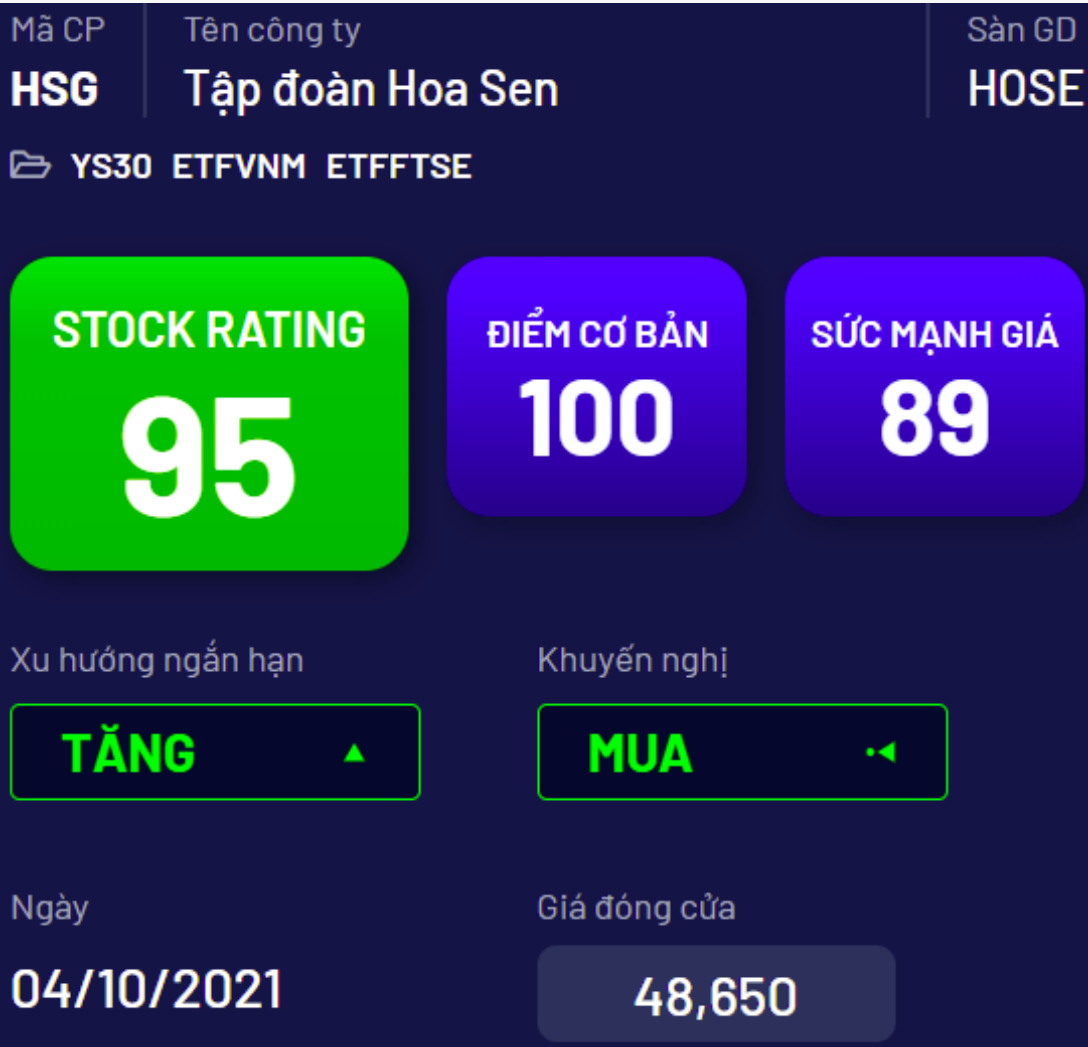 Mã CP Tên công ty Sàn GD
HSG Tập đoàn Hoa Sen HOSE
YS30 ETFVNM ETFFTSE
STOCK RATING ĐIỂM CƠ BẢN SỨC MẠNH GIÁ
95 100 89
Xu hướng ngắn hạn Khuyến nghị
TĂNG MUA
Ngày Giá đóng cửa
04/10/2021 48,650